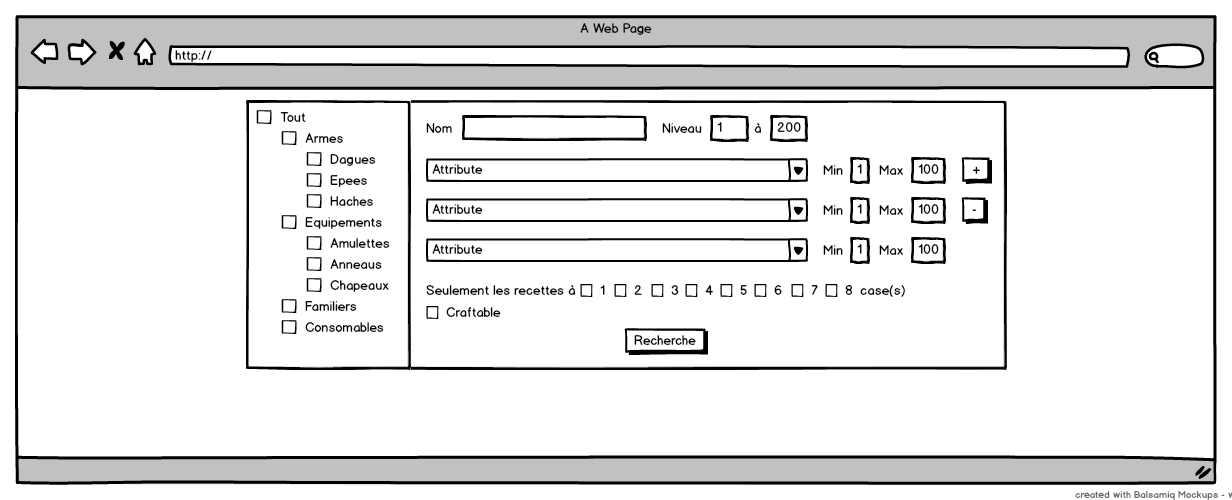 A Web Page
http://
Tout
Armes
Dagues
Epees
Haches
Equipements
Amulettes
Anneaus
Chapeaux
Familiers
Consomables
Nom Niveau 1 à 200
Attribute Min 1 Max 100 +
Attribute Min 1 Max 100 -
Attribute Min 1 Max 100
Seulement les recettes à 1 2 3 4 5 6 7 8 case(s)
Craftable
Recherche
created with Balsamiq Mockups -